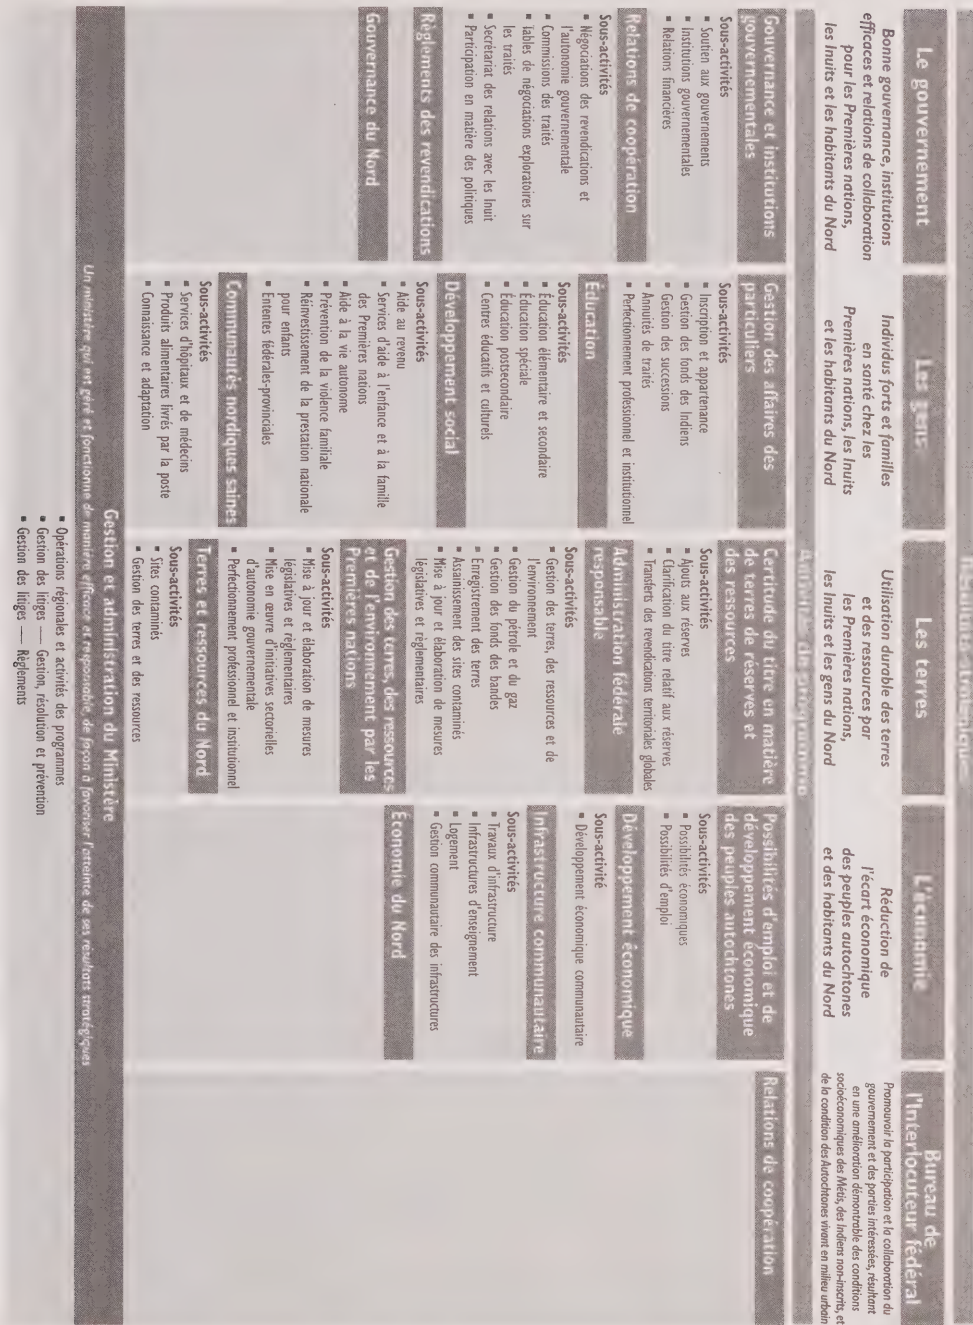 Le gouvernement
Bonne gouvernance, institutions
efficaces et relations de collaboration
pour les Premières nations,
les Inuits et les habitants du Nord
Les gens
Individus forts et familles
en santé chez les
Premières nations, les Inuits
et les habitants du Nord
Les terres
Utilisation durable des terres
et des ressources par
les Premières nations,
les Inuits et les gens du Nord
L'économie
Réduction de
l'écart économique
des peuples autochtones
et des habitants du Nord
Bureau de
l'Interlocuteur fédéral
Promouvoir la participation et la collaboration du
gouvernement et des parties intéressées, résultant
en une amélioration démontrable des conditions
socioéconomiques des Métis, des Indiens non-inscrits, et
de la condition des Autochtones vivant en milieu urbain
Gouvernance et institutions
gouvernementales
Sous-activités
▪ Soutien aux gouvernements
▪ Institutions gouvernementales
▪ Relations financières
Relations de coopération
Sous-activités
▪ Négociations des revendications et
l'autonomie gouvernementale
▪ Commissions des traités
▪ Tables de négociations exploratoires sur
les traités
▪ Secrétariat des relations avec les Inuit
▪ Participation en matière des politiques
Règlements des revendications
Gouvernance du Nord
Gestion des affaires des
particuliers
Sous-activités
▪ Inscription et appartenance
▪ Gestion des fonds des Indiens
▪ Gestion des successions
▪ Annuités de traités
▪ Perfectionnement professionnel et institutionnel
Éducation
Sous-activités
▪ Éducation élémentaire et secondaire
▪ Éducation spéciale
▪ Éducation postsecondaire
▪ Centres éducatifs et culturels
Développement social
Sous-activités
▪ Aide au revenu
▪ Services d'aide à l'enfance et à la famille
des Premières nations
▪ Aide à la vie autonome
▪ Prévention de la violence familiale
▪ Réinvestissement de la prestation nationale
pour enfants
▪ Ententes fédérales-provinciales
Communautés nordiques saines
Sous-activités
▪ Services d'hôpitaux et de médecins
▪ Produits alimentaires livrés par la poste
▪ Connaissance et adaptation
Certitude du titre en matière
de terres de réserves et
des ressources
Sous-activités
▪ Ajouts aux réserves
▪ Clarification du titre relatif aux réserves
▪ Transferts des revendications territoriales globales
Administration fédérale
responsable
Sous-activités
▪ Gestion des terres, des ressources et de
l'environnement
▪ Gestion du pétrole et du gaz
▪ Gestion des fonds des bandes
▪ Enregistrement des terres
▪ Assainissement des sites contaminés
▪ Mise à jour et élaboration de mesures
législatives et règlementaires
Gestion des terres, des ressources
et de l'environnement par les
Premières nations
Sous-activités
▪ Mise à jour et élaboration de mesures
législatives et règlementaires
▪ Mise en œuvre d'initiatives sectorielles
d'autonomie gouvernementale
▪ Perfectionnement professionnel et institutionnel
Terres et ressources du Nord
Sous-activités
▪ Sites contaminés
▪ Gestion des terres et des ressources
Possibilités d'emploi et de
développement économique
des peuples autochtones
Sous-activités
▪ Possibilités économiques
▪ Possibilités d'emploi
Développement économique
Sous-activité
▪ Développement économique communautaire
Infrastructure communautaire
Sous-activités
▪ Travaux d'infrastructure
▪ Infrastructures d'enseignement
▪ Logement
▪ Gestion communautaire des infrastructures
Économie du Nord
Relations de coopération
Gestion et administration du Ministère
Un ministère qui est géré et fonctionne de manière efficace et responsable de façon à favoriser l'atteinte de ses résultats stratégiques
▪ Opérations régionales et activités des programmes
▪ Gestion des litiges — Gestion, résolution et prévention
▪ Gestion des litiges — Règlements